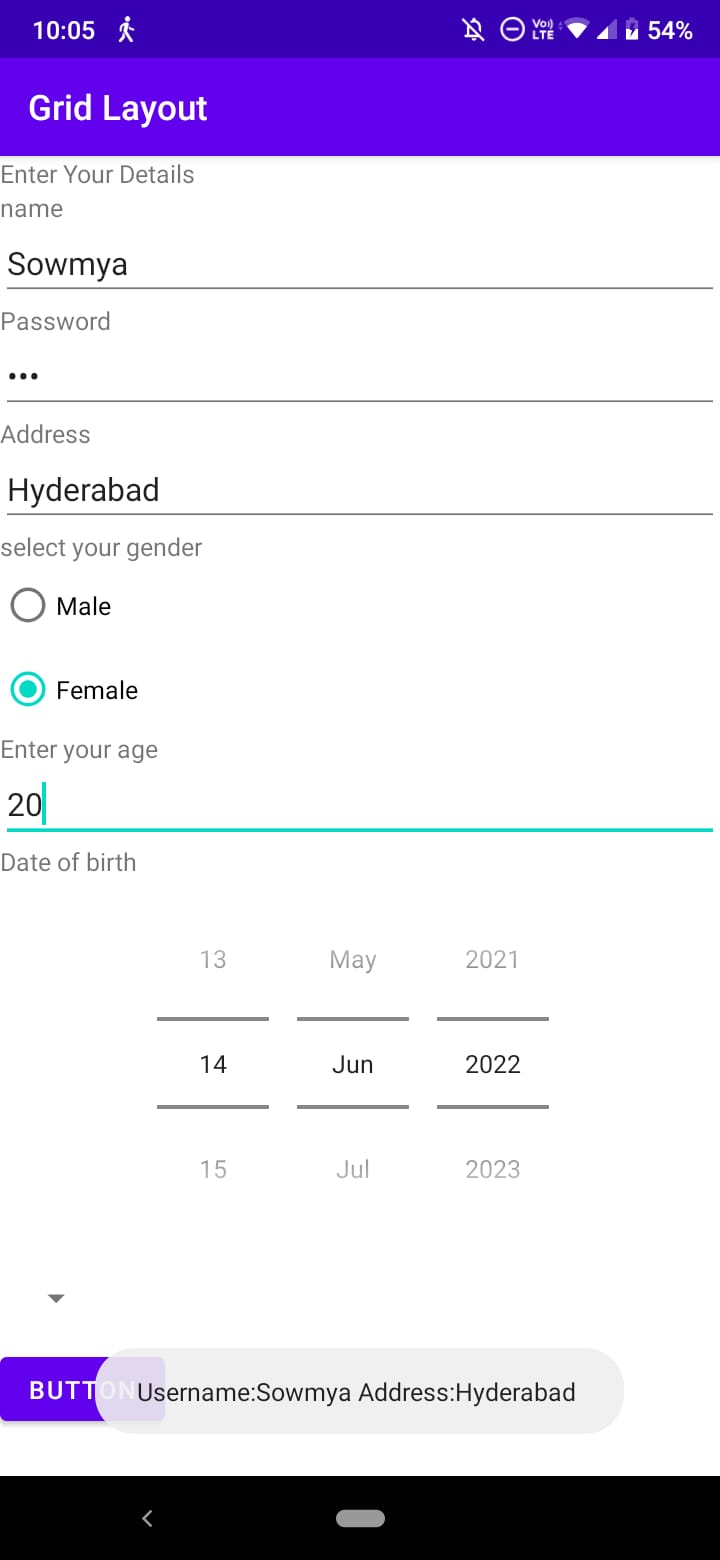 10:05 Vo)) LTE 54%
Grid Layout
Enter Your Details
name
Sowmya
Password
•••
Address
Hyderabad
select your gender
Male
Female
Enter your age
20
Date of birth
13 May 2021
14 Jun 2022
15 Jul 2023
BUTTON Username:Sowmya Address:Hyderabad